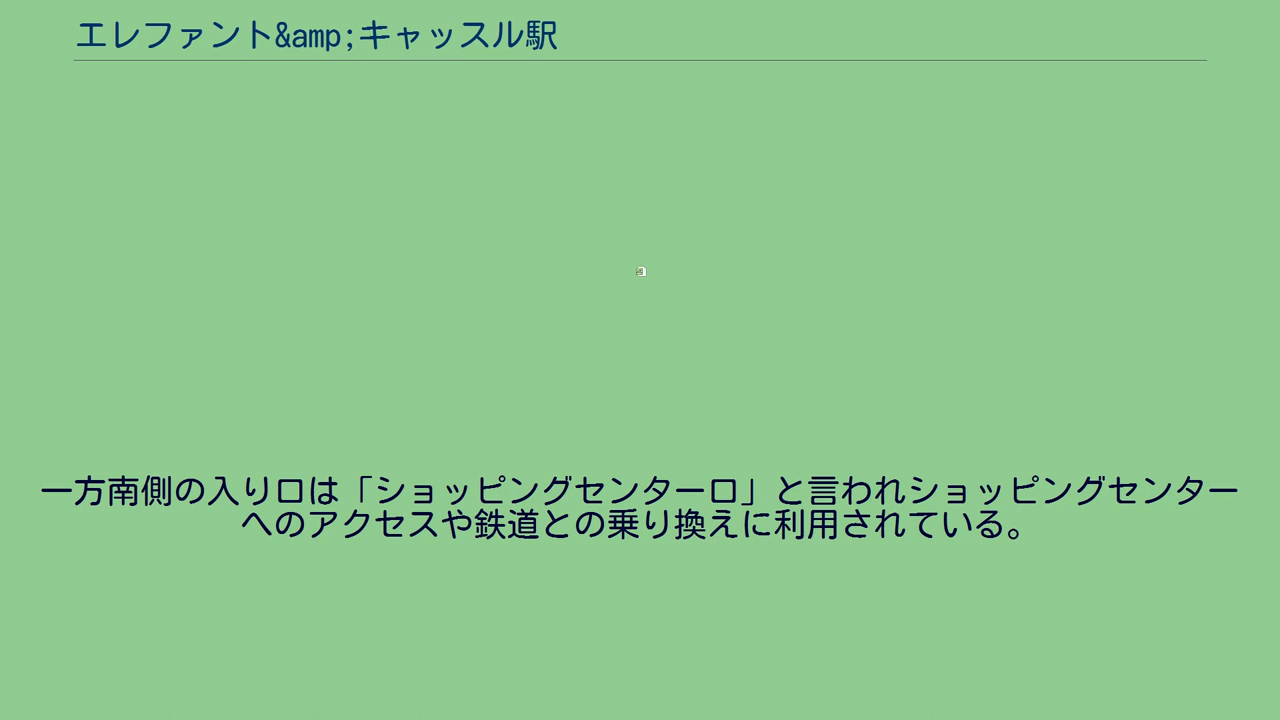 エレファント&amp;キャッスル駅
一方南側の入り口は「ショッピングセンター口」と言われショッピングセンター
へのアクセスや鉄道との乗り換えに利用されている。